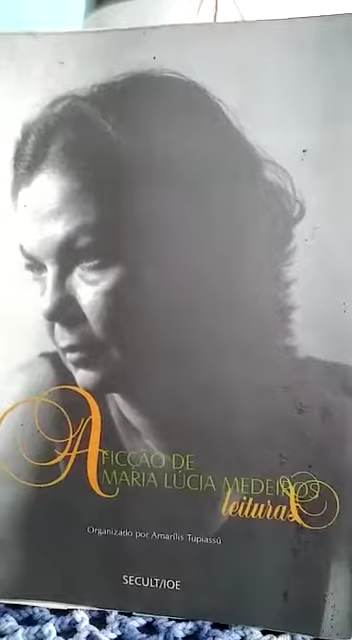 A FICÇÃO DE
MARIA LÚCIA MEDEIROS
leituras
Organizado por Amarílis Tupiassú
SECULT/IOE